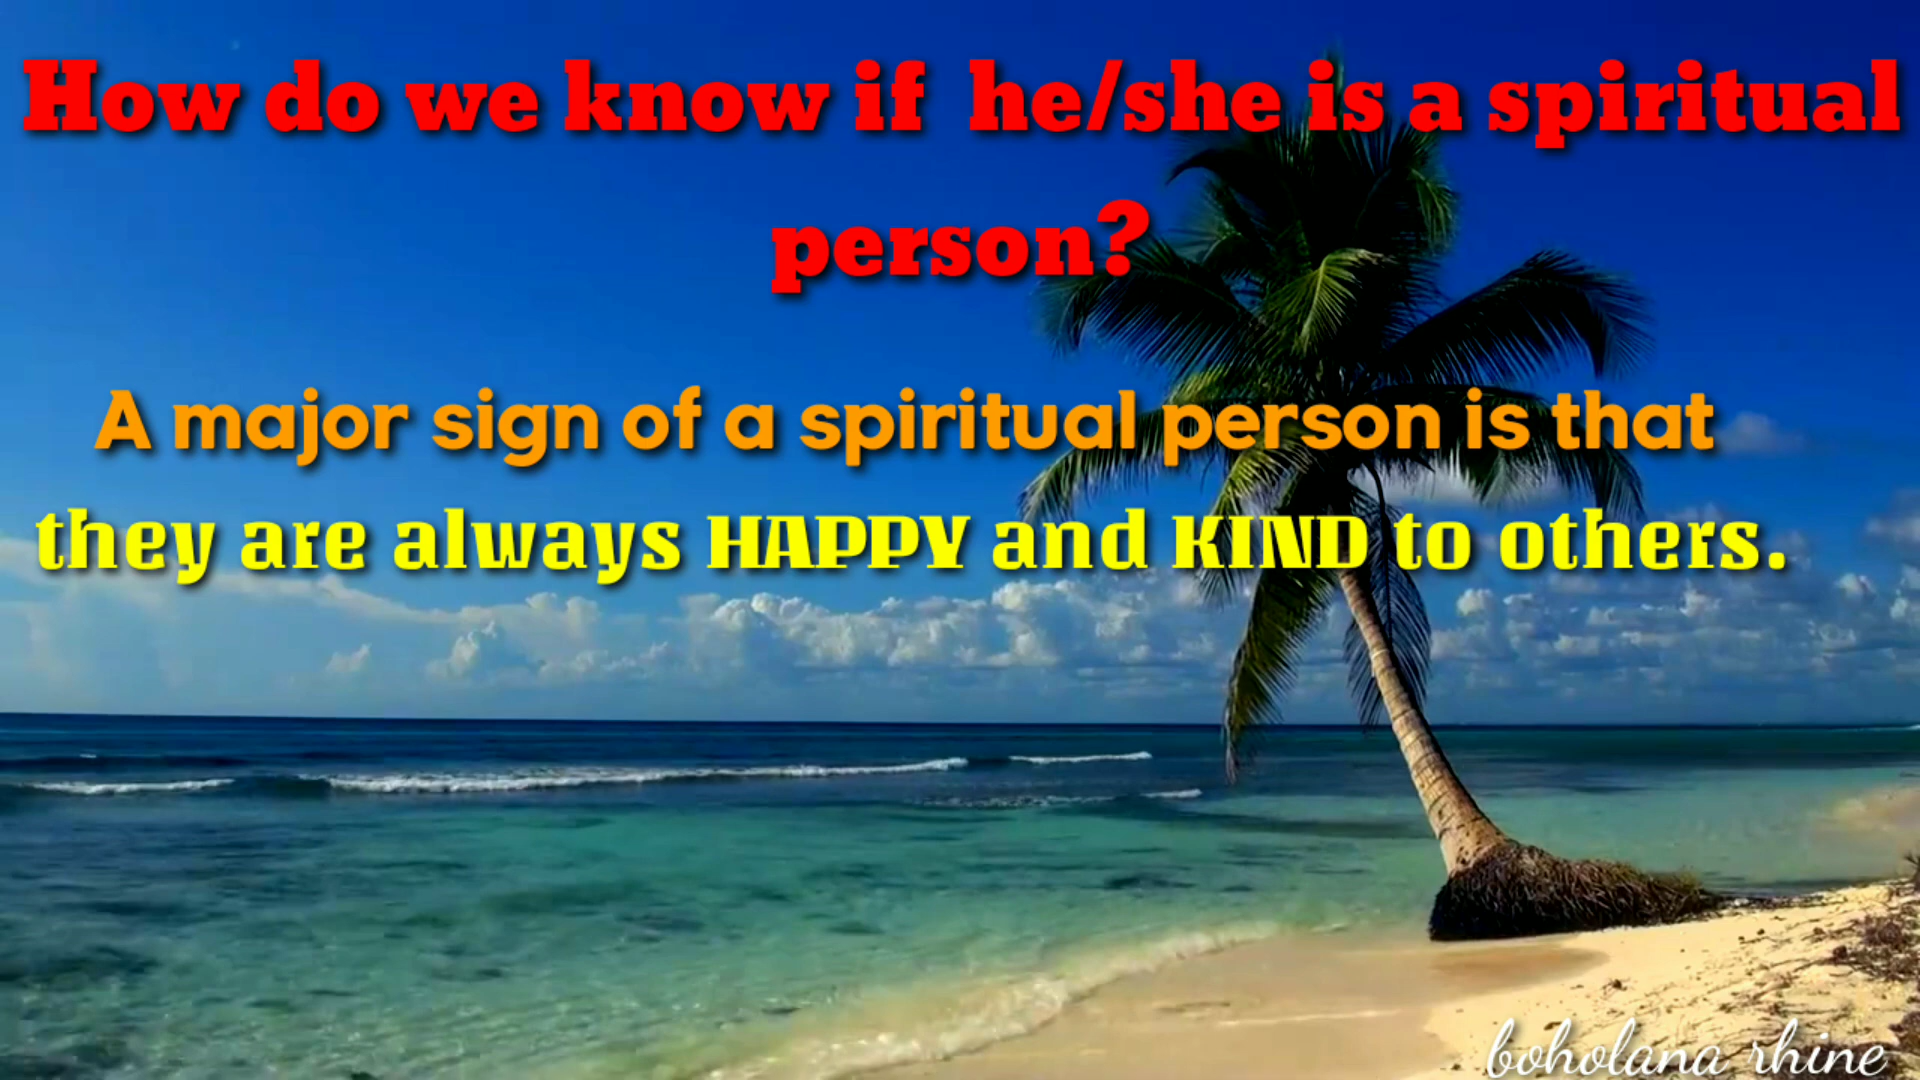 How do we know if he/she is a spiritual
person?
A major sign of a spiritual person is that
they are always HAPPY and KIND to others.
boholana rhine